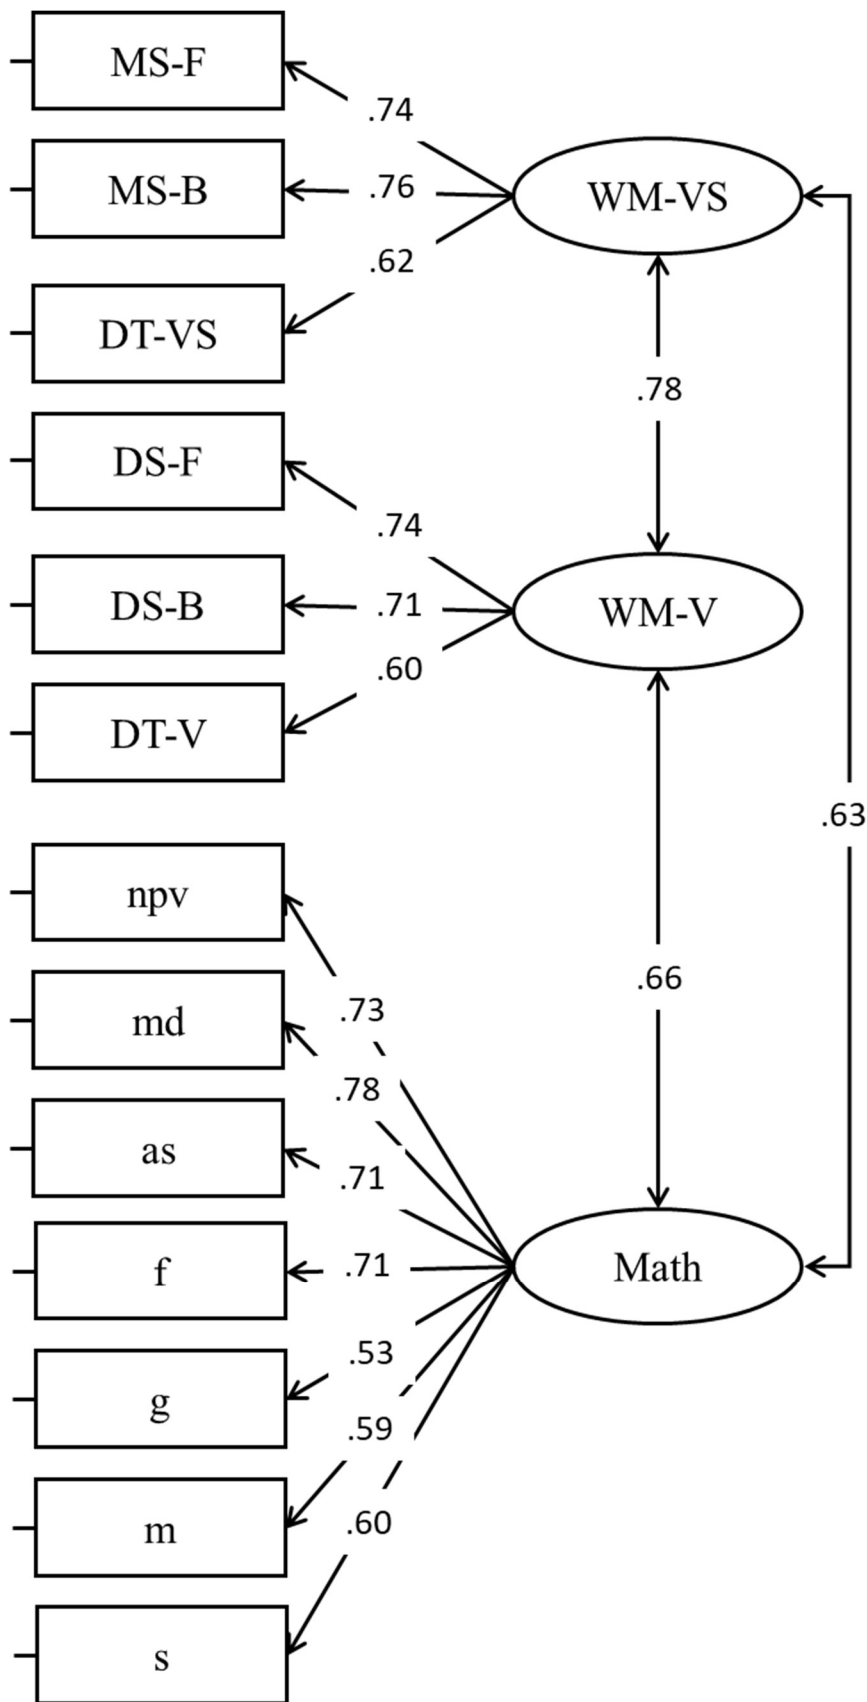 MS-F
.74
MS-B
.76
WM-VS
.62
DT-VS
.78
DS-F
.74
DS-B
.71
WM-V
.60
DT-V
.63
npv
.66
.73
md
.78
as
.71
f
.71
Math
.53
g
.59
m
.60
s